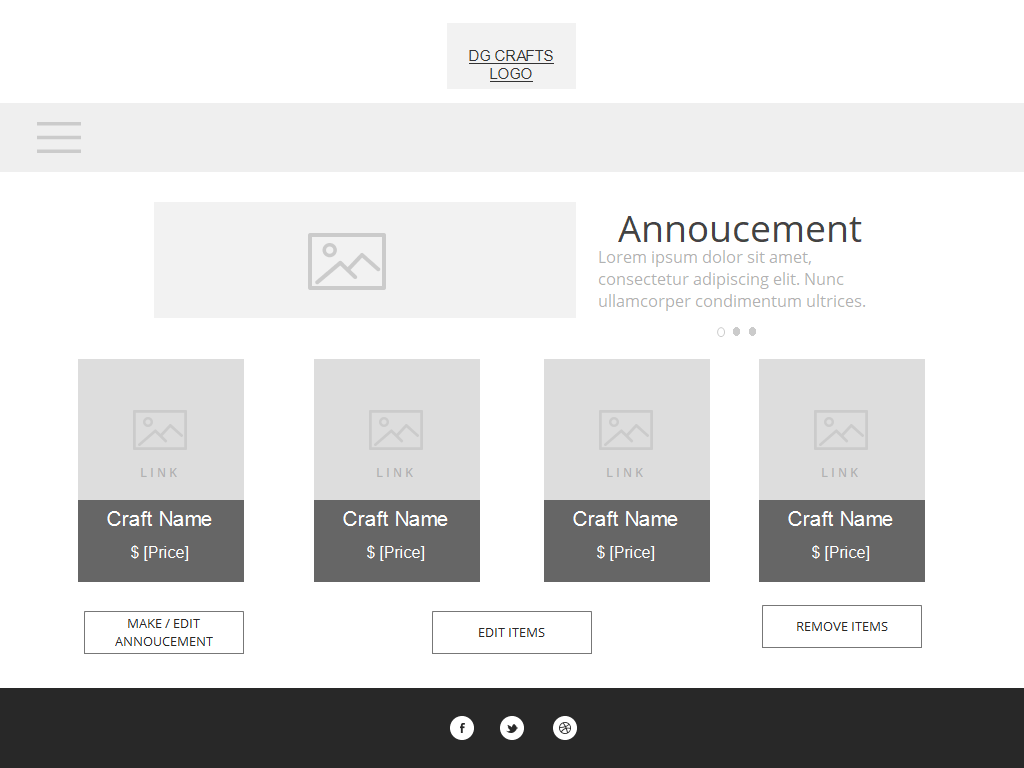 DG CRAFTS
LOGO
Annoucement
Lorem ipsum dolor sit amet,
consectetur adipiscing elit. Nunc
ullamcorper condimentum ultrices.
LINK
LINK
LINK
LINK
Craft Name
Craft Name
Craft Name
Craft Name
$ [Price]
$ [Price]
$ [Price]
$ [Price]
MAKE / EDIT
ANNOUCEMENT
EDIT ITEMS
REMOVE ITEMS